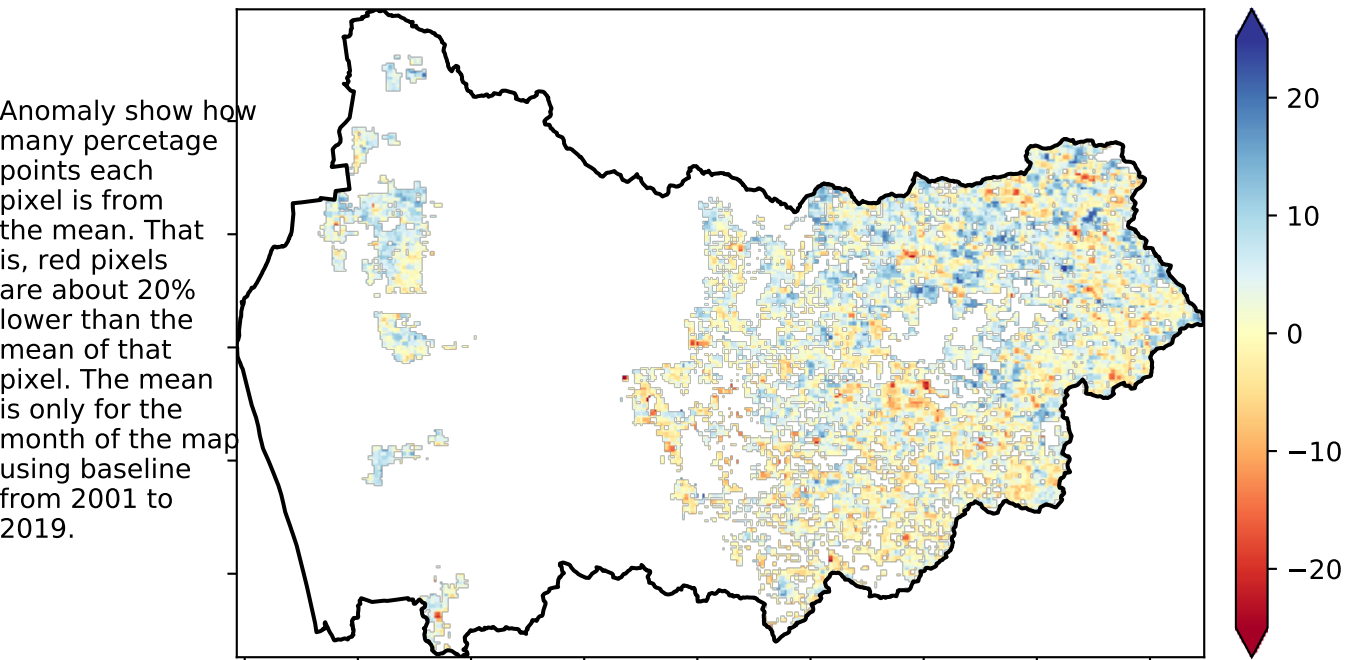 Anomaly show how
many percetage
points each
pixel is from
the mean. That
is, red pixels
are about 20%
lower than the
mean of that
pixel. The mean
is only for the
month of the map
using baseline
from 2001 to
2019.
20
10
0
−10
−20